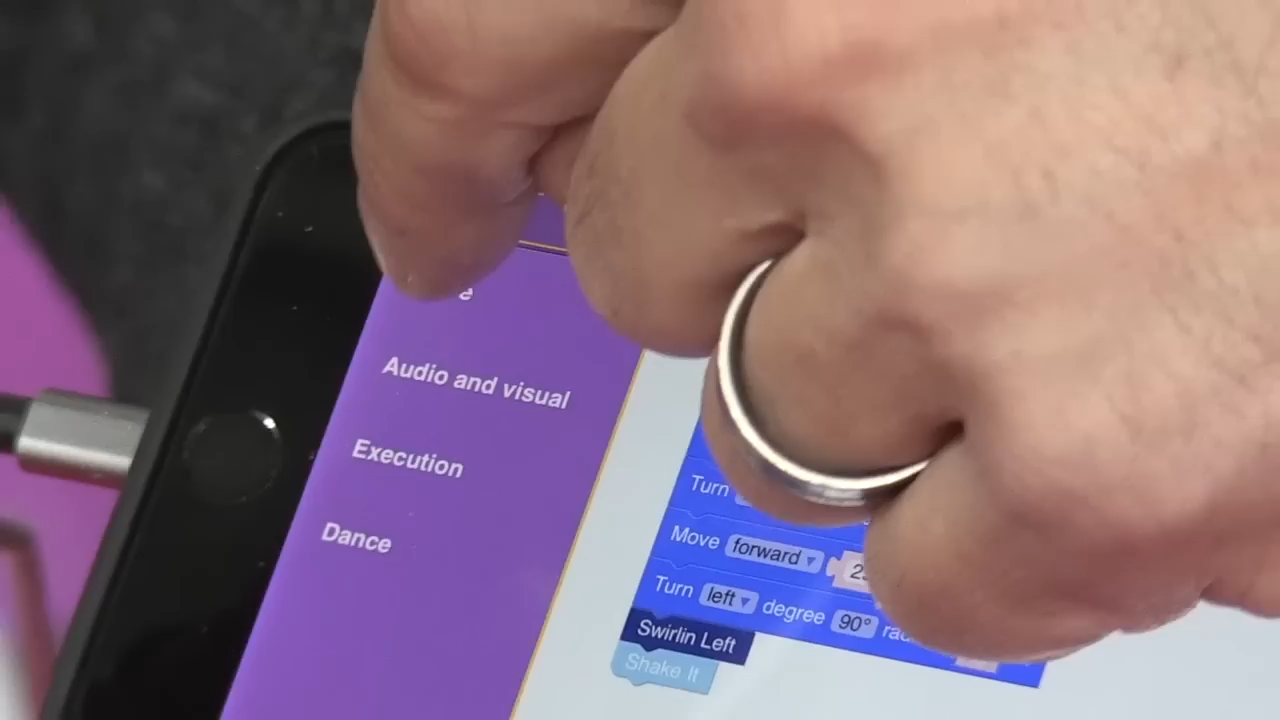 Audio and visual
Execution
Dance
Turn
Move forward
Turn left degree 90°
Swirlin Left
Shake It